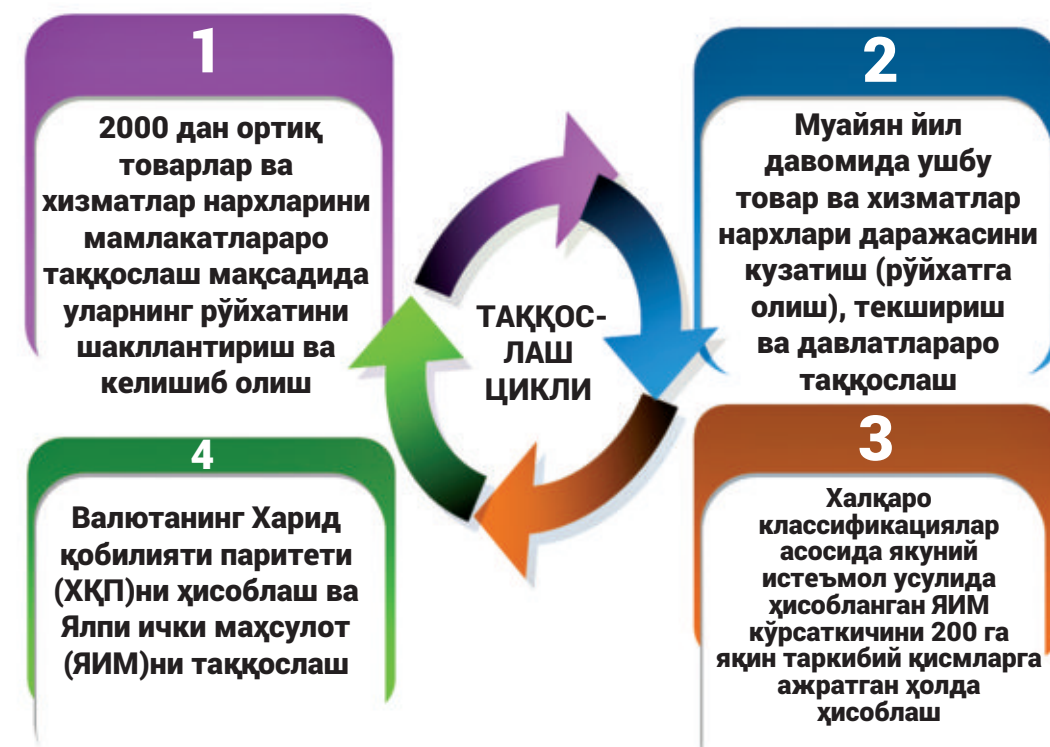 1
2000 дан ортиқ
товарлар ва
хизматлар нархларини
мамлакатлараро
таққослаш мақсадида
уларнинг рўйхатини
шакллантириш ва
келишиб олиш
2
Муайян йил
давомида ушбу
товар ва хизматлар
нархлари даражасини
кузатиш (рўйхатга
олиш), текшириш
ва давлатлараро
таққослаш
ТАҚҚОС-
ЛАШ
ЦИКЛИ
3
Халқаро
классификациялар
асосида якуний
истеъмол усулида
ҳисобланган ЯИМ
кўрсаткичини 200 га
яқин таркибий қисмларга
ажратган ҳолда
ҳисоблаш
4
Валютанинг Харид
қобилияти паритети
(ХҚП)ни ҳисоблаш ва
Ялпи ички маҳсулот
(ЯИМ)ни таққослаш